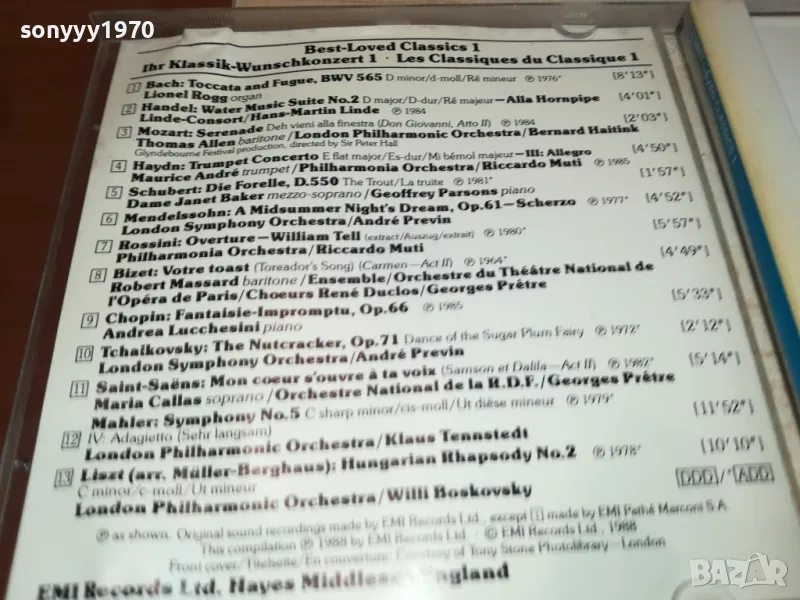 sonyyy1970
Best-Loved Classics 1
Ihr Klassik-Wunschkonzert 1 · Les Classiques du Classique 1
1 Bach: Toccata and Fugue, BWV 565 D minor/d-moll/Ré mineur ℗ 1976* [8'13"]
Lionel Rogg organ
2 Handel: Water Music Suite No.2 D major/D-dur/Ré majeur—Alla Hornpipe [4'01"]
Linde-Consort/Hans-Martin Linde ℗ 1984
3 Mozart: Serenade Deh vieni alla finestra (Don Giovanni, Atto II) ℗ 1984 [2'03"]
Thomas Allen baritone/London Philharmonic Orchestra/Bernard Haitink
Glyndebourne Festival production, directed by Sir Peter Hall
4 Haydn: Trumpet Concerto E flat major/Es-dur/Mi bémol majeur—III: Allegro [4'50"]
Maurice André trumpet/Philharmonia Orchestra/Riccardo Muti ℗ 1985
5 Schubert: Die Forelle, D.550 The Trout/La truite ℗ 1981* [1'57"]
Dame Janet Baker mezzo-soprano/Geoffrey Parsons piano
6 Mendelssohn: A Midsummer Night's Dream, Op.61—Scherzo ℗ 1977* [4'52"]
London Symphony Orchestra/André Previn
7 Rossini: Overture—William Tell (extract/Auszug/extrait) ℗ 1980* [5'57"]
Philharmonia Orchestra/Riccardo Muti
8 Bizet: Votre toast (Toreador's Song) (Carmen—Act II) ℗ 1964* [4'49"]
Robert Massard baritone/Ensemble/Orchestre du Théâtre National de
l'Opéra de Paris/Choeurs René Duclos/Georges Prêtre
9 Chopin: Fantaisie-Impromptu, Op.66 ℗ 1985 [5'33"]
Andrea Lucchesini piano
10 Tchaikovsky: The Nutcracker, Op.71 Dance of the Sugar Plum Fairy ℗ 1972* [2'12"]
London Symphony Orchestra/André Previn
11 Saint-Saëns: Mon coeur s'ouvre à ta voix (Samson et Dalila—Act II) [5'14"]
Maria Callas soprano/Orchestre National de la R.D.F./Georges Prêtre
12 Mahler: Symphony No.5 C sharp minor/cis-moll/Ut dièse mineur ℗ 1979* [11'52"]
IV: Adagietto (Sehr langsam)
London Philharmonic Orchestra/Klaus Tennstedt
13 Liszt (arr. Müller-Berghaus): Hungarian Rhapsody No.2 ℗ 1978* [10'10"]
C minor/c-moll/Ut mineur
London Philharmonic Orchestra/Willi Boskovsky DDD/*ADD
℗ as shown. Original sound recordings made by EMI Records Ltd., except 11 made by EMI Pathé Marconi S.A.
This compilation ℗ 1988 by EMI Records Ltd. · © EMI Records Ltd., 1988
Front cover/Titelseite/En couverture: Courtesy of Tony Stone Photolibrary—London
EMI Records Ltd, Hayes England
BAZAR
bg